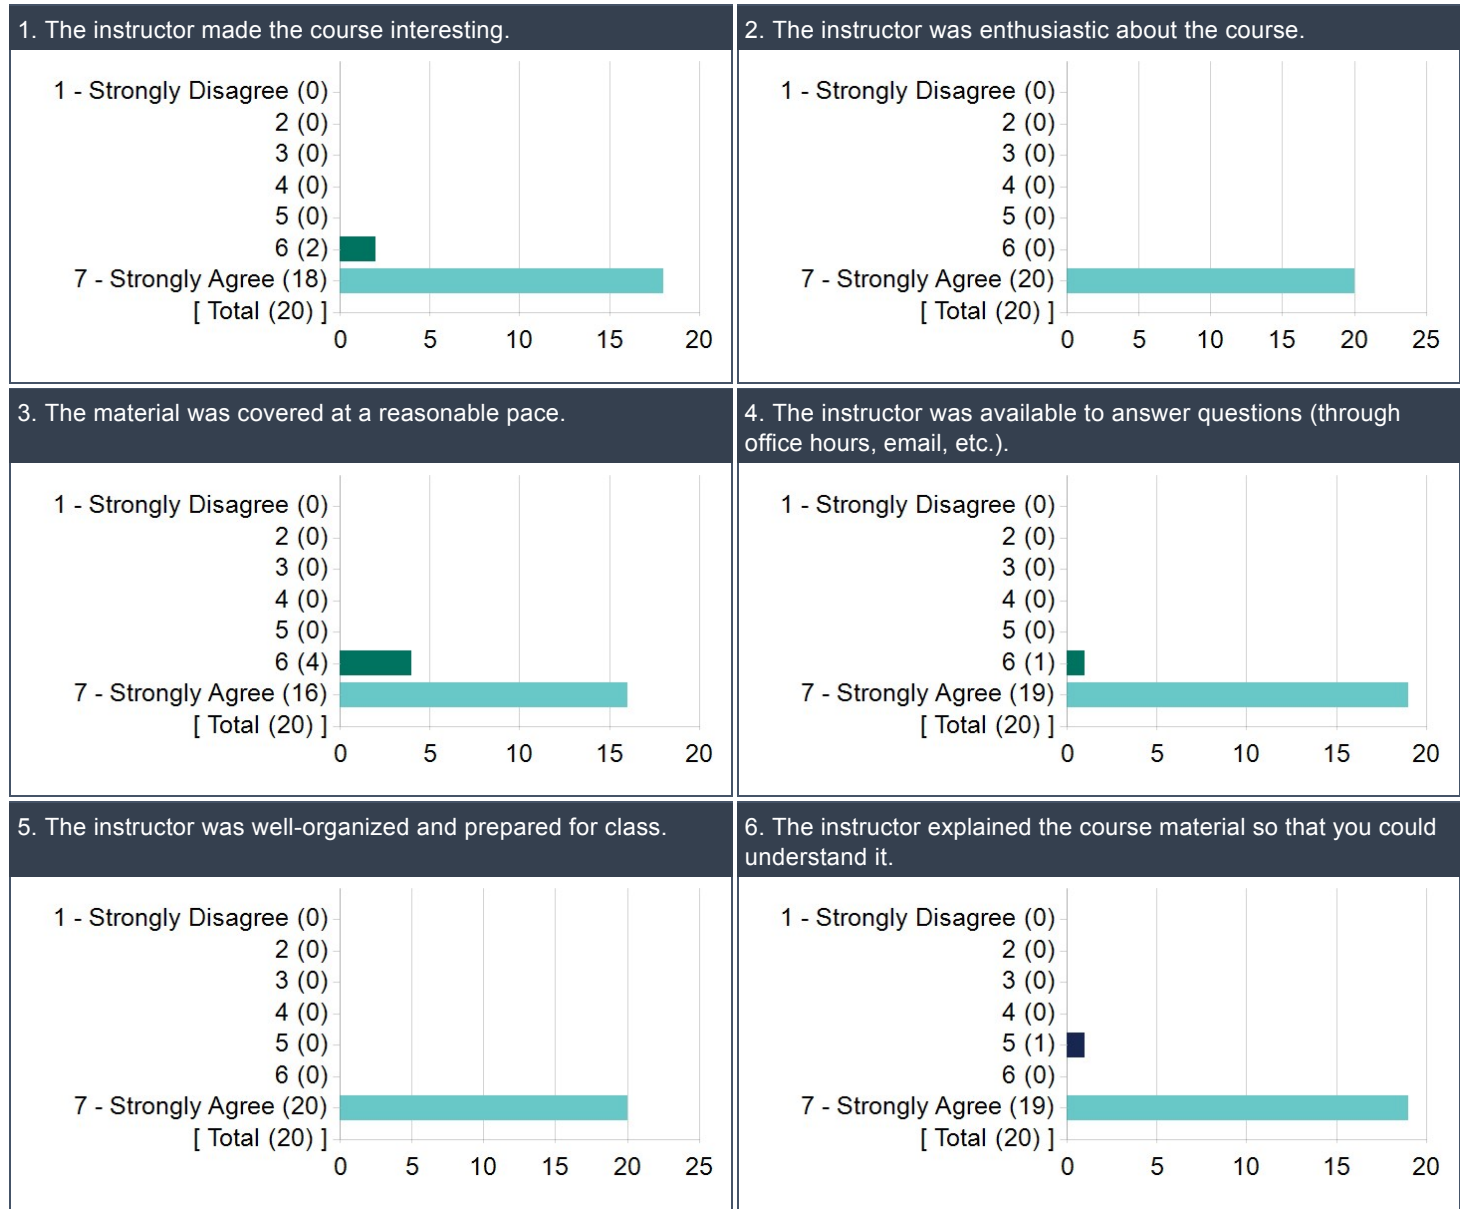 1. The instructor made the course interesting.
1 - Strongly Disagree (0)
2 (0)
3 (0)
4 (0)
5 (0)
6 (2)
7 - Strongly Agree (18)
[ Total (20) ]
0 5 10 15 20
2. The instructor was enthusiastic about the course.
1 - Strongly Disagree (0)
2 (0)
3 (0)
4 (0)
5 (0)
6 (0)
7 - Strongly Agree (20)
[ Total (20) ]
0 5 10 15 20 25
3. The material was covered at a reasonable pace.
1 - Strongly Disagree (0)
2 (0)
3 (0)
4 (0)
5 (0)
6 (4)
7 - Strongly Agree (16)
[ Total (20) ]
0 5 10 15 20
4. The instructor was available to answer questions (through
office hours, email, etc.).
1 - Strongly Disagree (0)
2 (0)
3 (0)
4 (0)
5 (0)
6 (1)
7 - Strongly Agree (19)
[ Total (20) ]
0 5 10 15 20
5. The instructor was well-organized and prepared for class.
1 - Strongly Disagree (0)
2 (0)
3 (0)
4 (0)
5 (0)
6 (0)
7 - Strongly Agree (20)
[ Total (20) ]
0 5 10 15 20 25
6. The instructor explained the course material so that you could
understand it.
1 - Strongly Disagree (0)
2 (0)
3 (0)
4 (0)
5 (1)
6 (0)
7 - Strongly Agree (19)
[ Total (20) ]
0 5 10 15 20